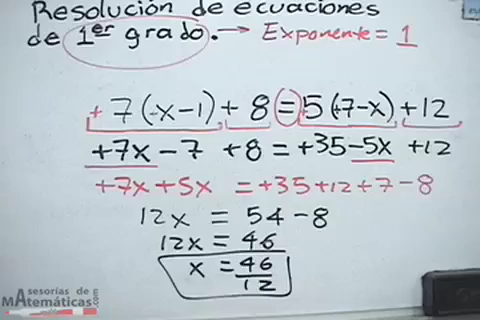 Resolución de ecuaciones
de 1er grado. → Exponente = 1
+7(x-1)+8=5(7-x)+12
+7x-7 +8=+35-5x +12
+7x+5x =+35+12+7-8
12x = 54-8
12x = 46
x = 46/12
Asesorías de
Matemáticas.com